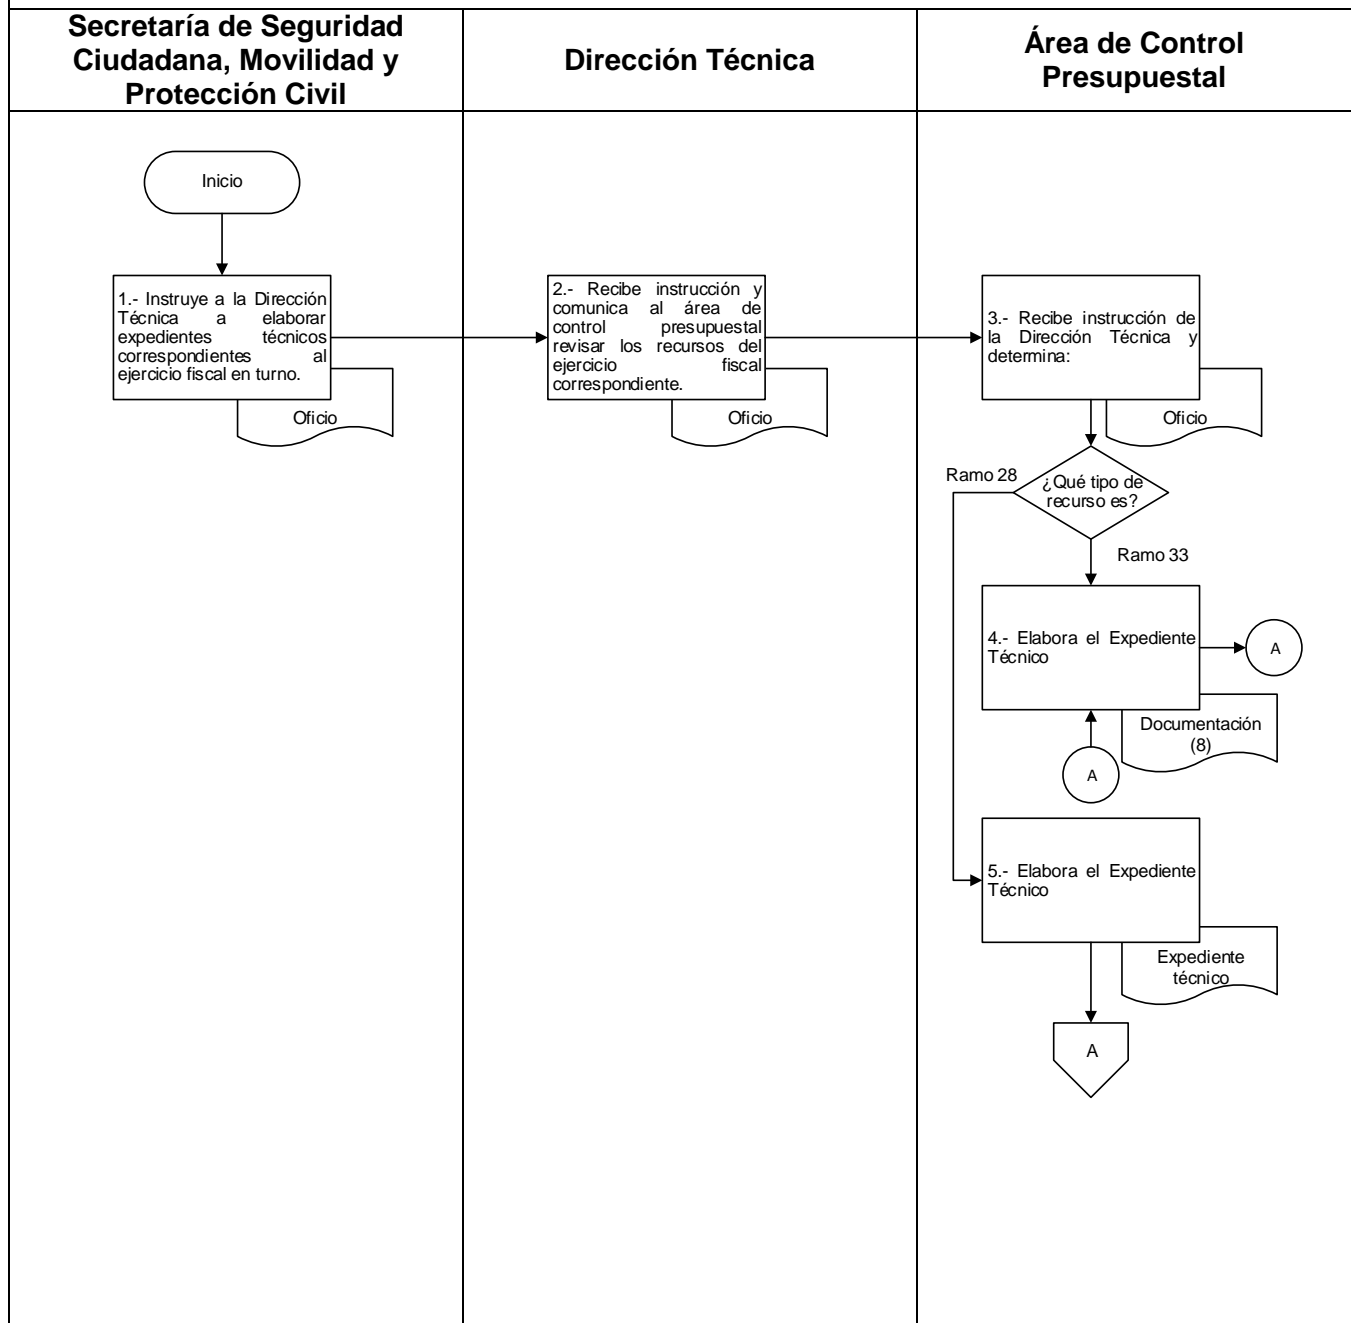 Secretaría de Seguridad
Ciudadana, Movilidad y
Protección Civil
Dirección Técnica
Área de Control
Presupuestal
Inicio
1.- Instruye a la Dirección
Técnica a elaborar
expedientes técnicos
correspondientes al
ejercicio fiscal en turno.
Oficio
2.- Recibe instrucción y
comunica al área de
control presupuestal
revisar los recursos del
ejercicio fiscal
correspondiente.
Oficio
3.- Recibe instrucción de
la Dirección Técnica y
determina:
Oficio
Ramo 28
¿Qué tipo de
recurso es?
Ramo 33
4.- Elabora el Expediente
Técnico
A
Documentación
(8)
A
5.- Elabora el Expediente
Técnico
Expediente
técnico
A